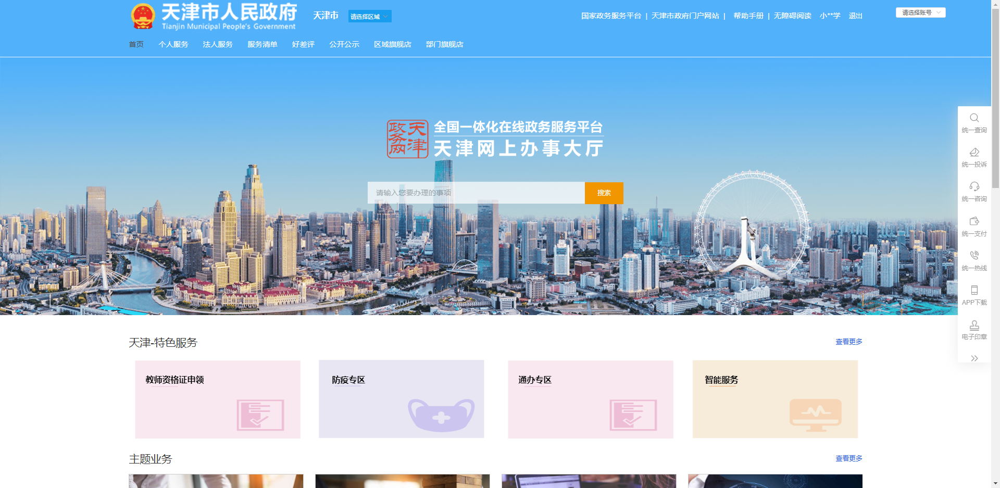 天津市人民政府
Tianjin Municipal People's Government
天津市
请选择区域
国家政务服务平台 | 天津市政府门户网站 | 帮助手册 | 无障碍阅读 小**学 退出
请选择账号
首页 个人服务 法人服务 服务清单 好差评 公开公示 区域旗舰店 部门旗舰店
天津政务网
全国一体化在线政务服务平台
天津网上办事大厅
请输入您要办理的事项
搜索
统一查询
统一投诉
统一咨询
统一支付
统一热线
APP下载
电子印章
天津-特色服务
查看更多
教师资格证申领
防疫专区
通办专区
智能服务
主题业务
查看更多